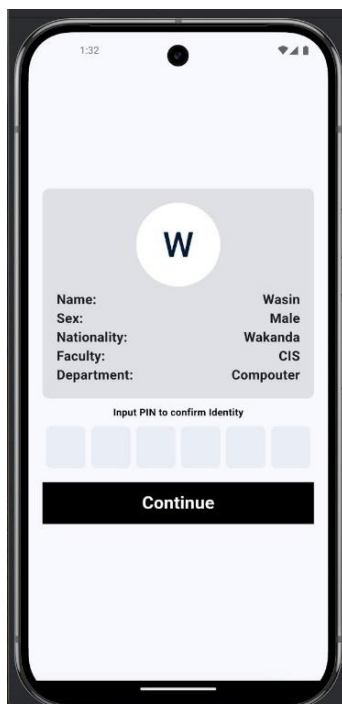 1:32
W
Name: Wasin
Sex: Male
Nationality: Wakanda
Faculty: CIS
Department: Compouter
Input PIN to confirm Identity
Continue